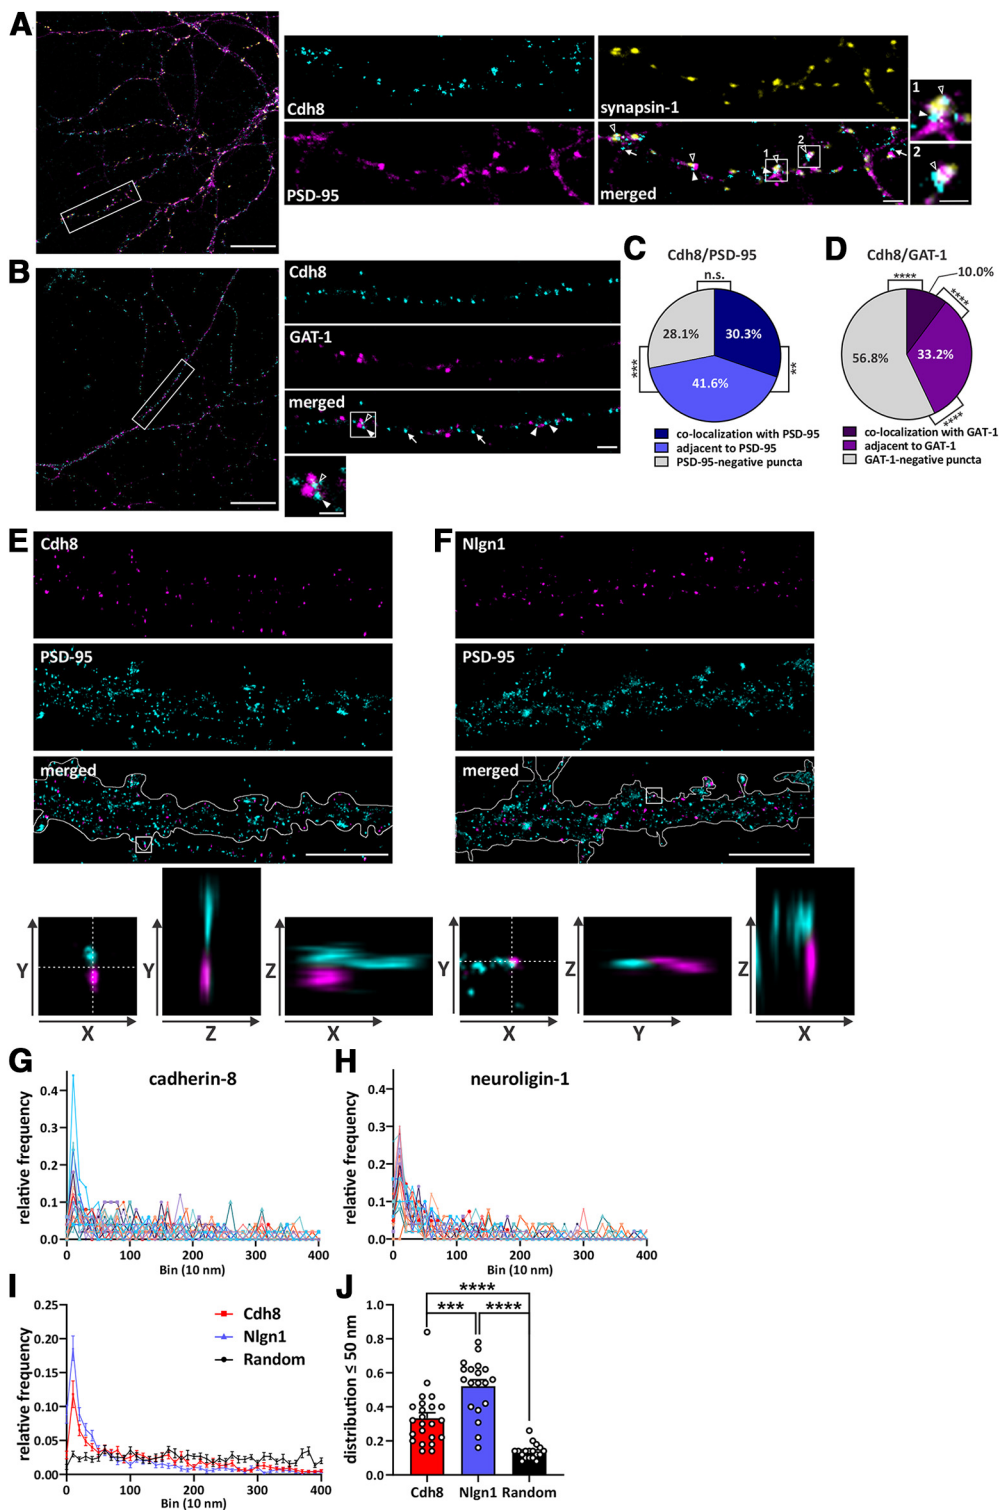 A
Cdh8
synapsin-1
PSD-95
merged
1
2
1
2
B
Cdh8
GAT-1
merged
C
Cdh8/PSD-95
n.s.
28.1%
30.3%
41.6%
***
**
co-localization with PSD-95
adjacent to PSD-95
PSD-95-negative puncta
D
Cdh8/GAT-1
****
10.0%
****
56.8%
33.2%
****
co-localization with GAT-1
adjacent to GAT-1
GAT-1-negative puncta
E
Cdh8
PSD-95
merged
Y
X
Y
Z
Z
X
F
Nlgn1
PSD-95
merged
Y
X
Z
Y
Z
X
G
cadherin-8
relative frequency
0.4
0.3
0.2
0.1
0.0
0 100 200 300 400
Bin (10 nm)
H
neuroligin-1
relative frequency
0.4
0.3
0.2
0.1
0.0
0 100 200 300 400
Bin (10 nm)
I
relative frequency
0.25
0.20
0.15
0.10
0.05
0.00
0 100 200 300 400
Bin (10 nm)
Cdh8
Nlgn1
Random
J
distribution ≤ 50 nm
1.0
0.8
0.6
0.4
0.2
0.0
****
*** ****
Cdh8 Nlgn1 Random